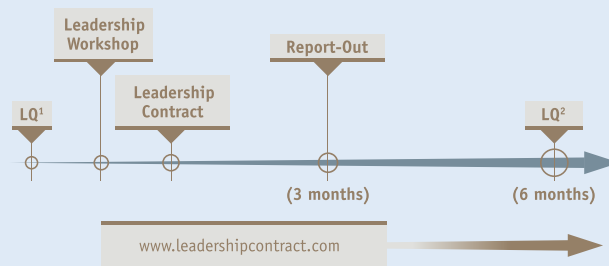 Leadership
Workshop
Report-Out
Leadership
Contract
LQ¹
LQ²
(3 months)
(6 months)
www.leadershipcontract.com